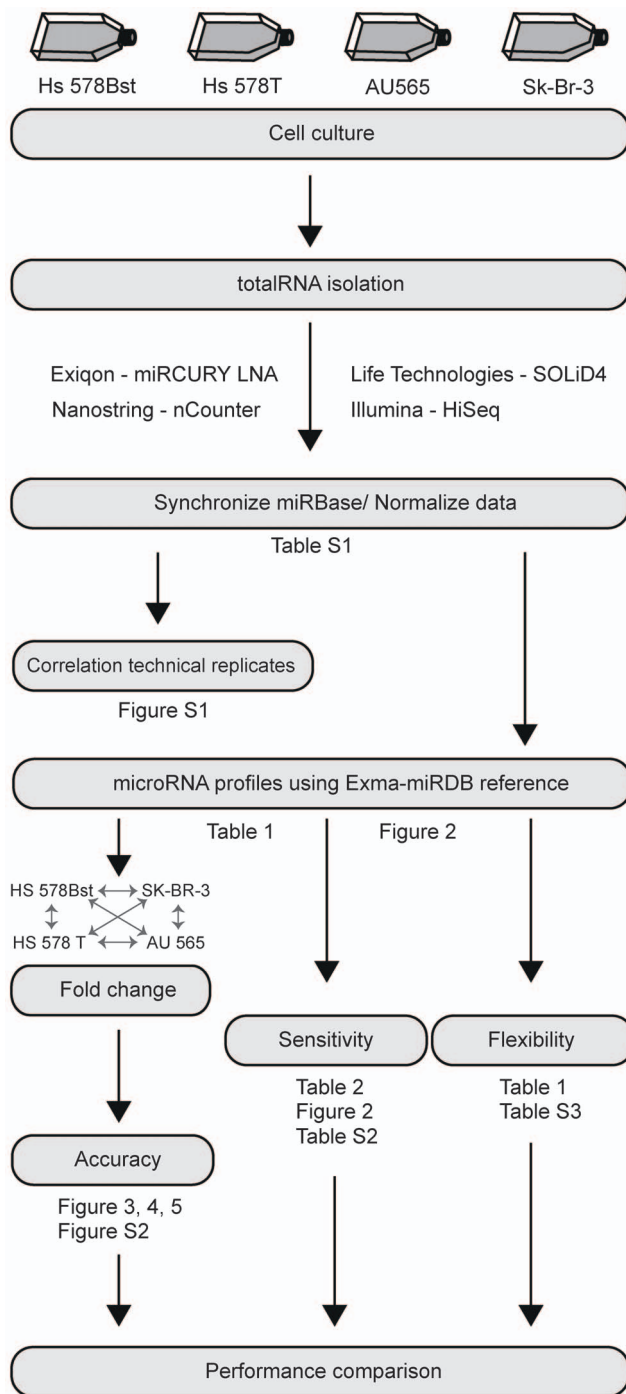 Hs 578Bst Hs 578T AU565 Sk-Br-3
Cell culture
totalRNA isolation
Exiqon - miRCURY LNA Life Technologies - SOLiD4
Nanostring - nCounter Illumina - HiSeq
Synchronize miRBase/ Normalize data
Table S1
Correlation technical replicates
Figure S1
microRNA profiles using Exma-miRDB reference
Table 1 Figure 2
HS 578Bst SK-BR-3
HS 578 T AU 565
Fold change
Sensitivity Flexibility
Table 2 Table 1
Figure 2 Table S3
Table S2
Accuracy
Figure 3, 4, 5
Figure S2
Performance comparison